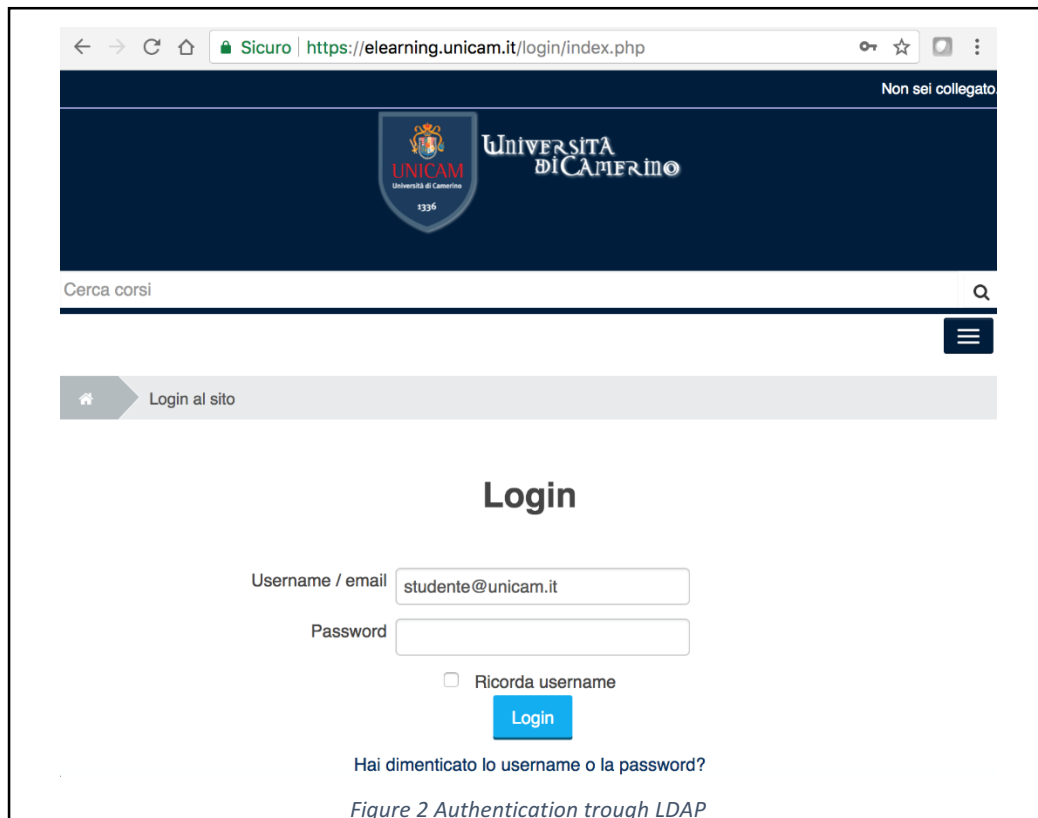 Sicuro https://elearning.unicam.it/login/index.php
Non sei collegato.
UNICAM
Università di Camerino
1336
UNIVERSITÀ
DI CAMERINO
Cerca corsi
Login al sito
Login
Username / email studente@unicam.it
Password
Ricorda username
Login
Hai dimenticato lo username o la password?
Figure 2 Authentication trough LDAP